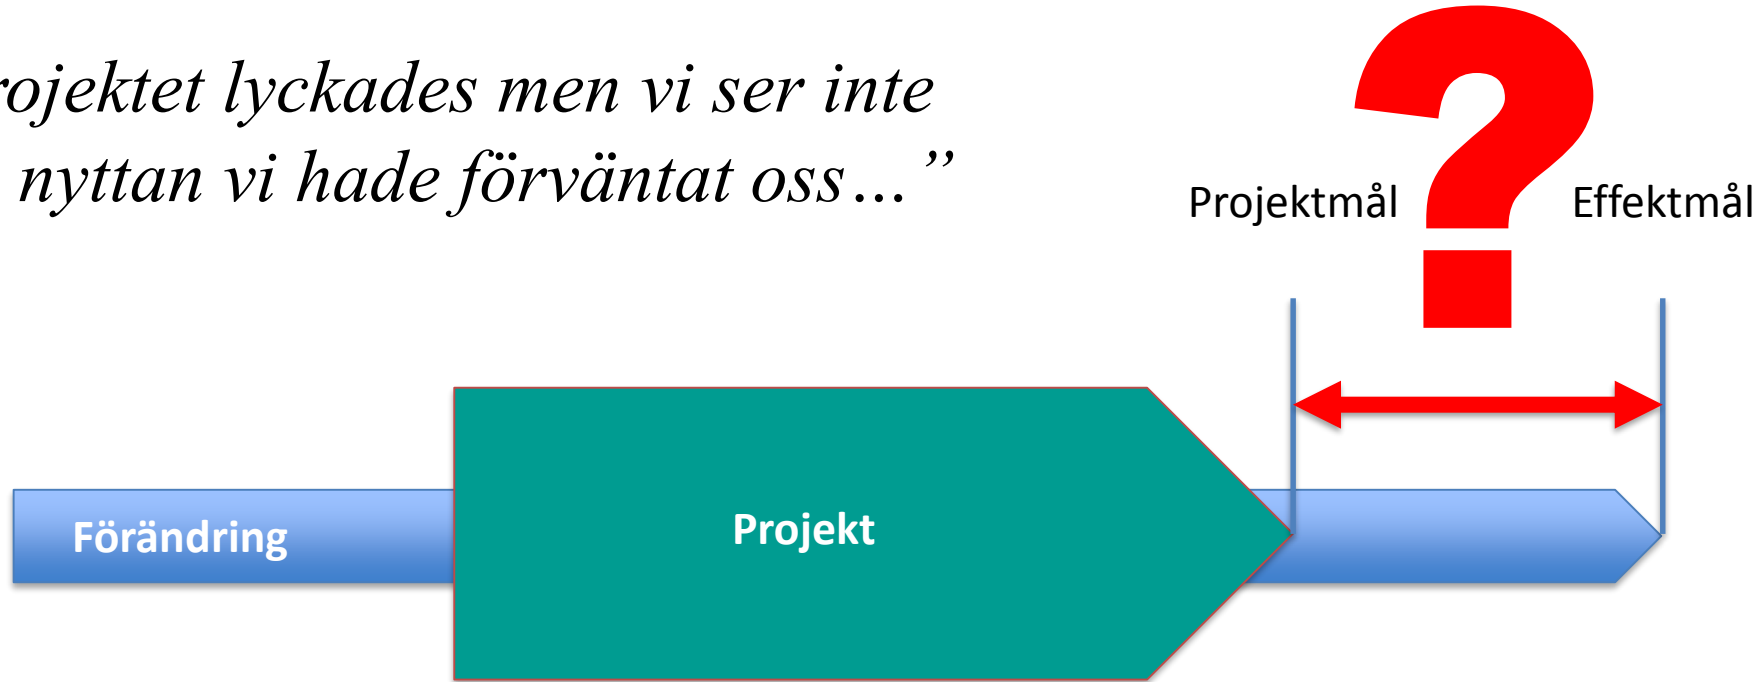 rojektet lyckades men vi ser inte
nyttan vi hade förväntat oss…”
?
Projektmål
Effektmål
Förändring
Projekt